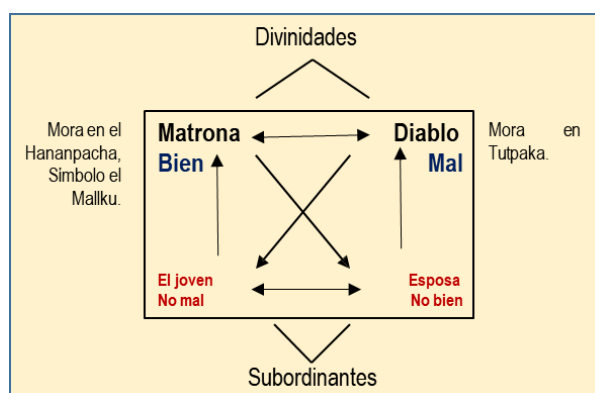 Divinidades
Mora en el
Hananpacha,
Simbolo el
Mallku.
Matrona
Bien
Diablo
Mal
Mora en
Tutpaka.
El joven
No mal
Esposa
No bien
Subordinantes